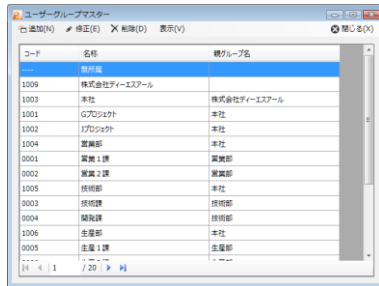 ユーザーグループマスター
追加(N) 修正(E) 削除(D) 表示(V) 閉じる(X)
コード 名称 親グループ名
---- 無所属
1009 株式会社ディーエスアール
1003 本社 株式会社ディーエスアール
1001 Gプロジェクト 本社
1002 Jプロジェクト 本社
1004 営業部 本社
0001 営業1課 営業部
0002 営業2課 営業部
1005 技術部 本社
0003 技術課 技術部
0004 開発課 技術部
1006 生産部 本社
0005 生産1課 生産部
1 / 20